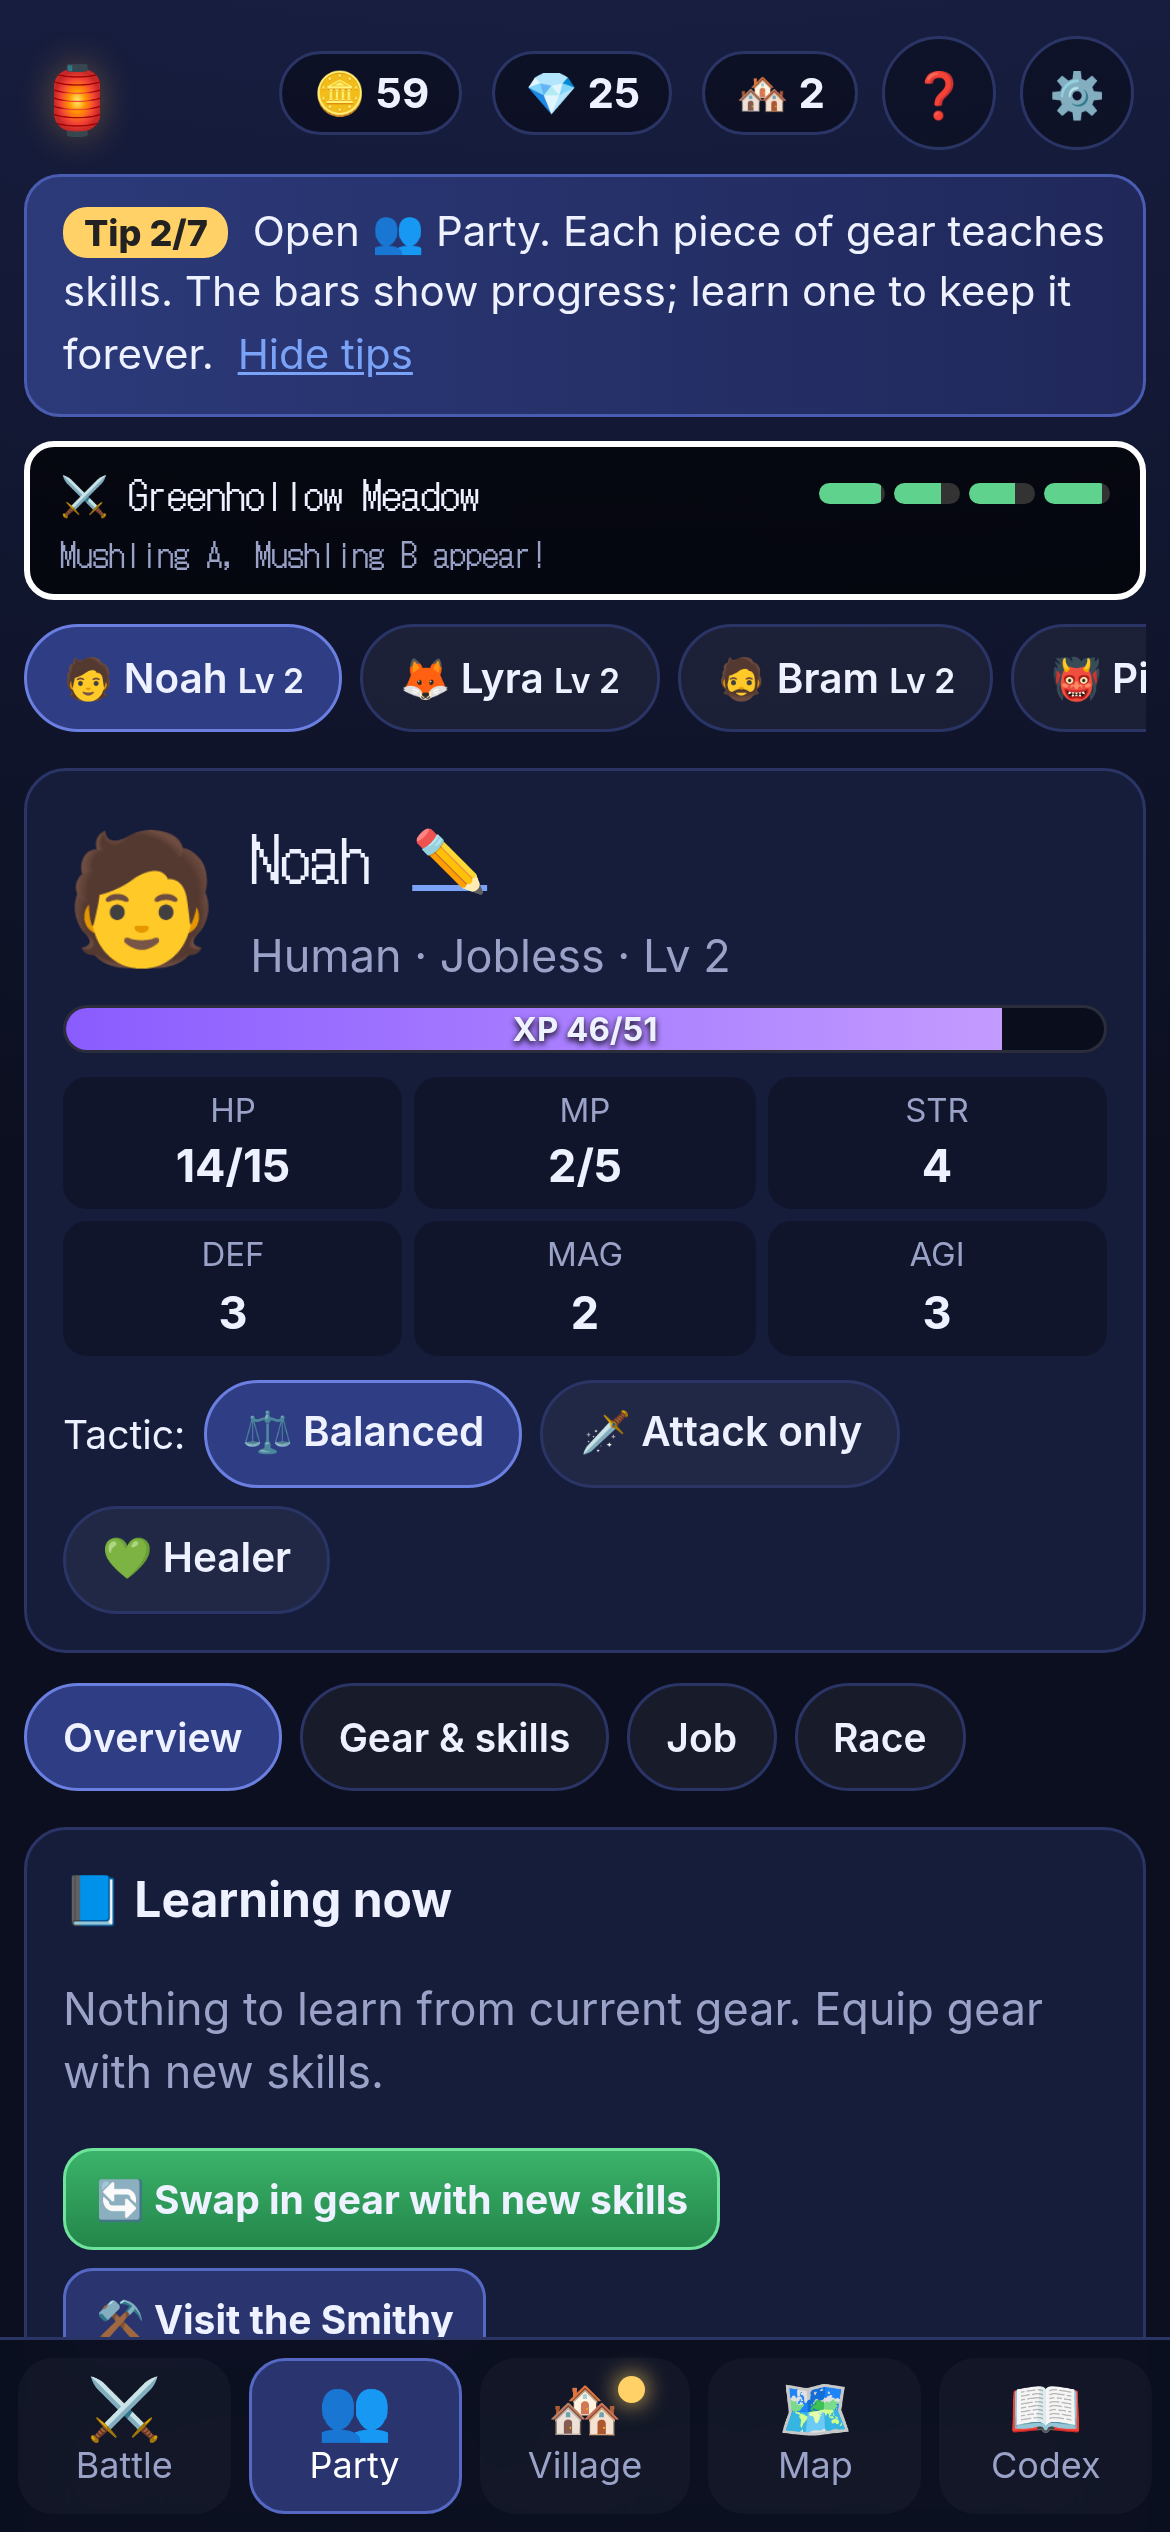 59
25
2
Tip 2/7 Open Party. Each piece of gear teaches
skills. The bars show progress; learn one to keep it
forever. Hide tips
Greenhollow Meadow
Mushling A, Mushling B appear!
Noah Lv 2
Lyra Lv 2
Bram Lv 2
Pi
Noah
Human · Jobless · Lv 2
XP 46/51
HP
MP
STR
14/15
2/5
4
DEF
MAG
AGI
3
2
3
Tactic:
Balanced
Attack only
Healer
Overview
Gear & skills
Job
Race
Learning now
Nothing to learn from current gear. Equip gear
with new skills.
Swap in gear with new skills
Visit the Smithy
Battle
Party
Village
Map
Codex